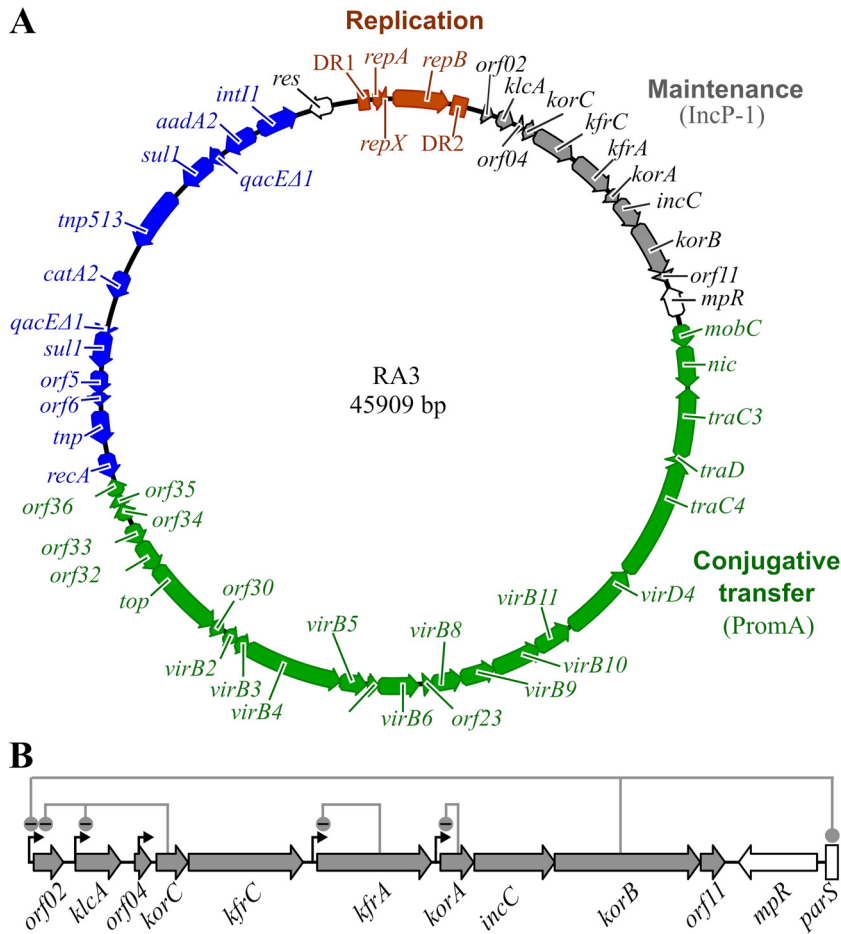 A
Replication
DR1
repA
repB
repX
DR2
res
intI1
aadA2
sul1
qacEΔ1
tnp513
catA2
qacEΔ1
sul1
orf5
orf6
tnp
recA
orf02
klcA
orf04
korC
kfrC
kfrA
korA
incC
korB
orf11
mpR
Maintenance
(IncP-1)
mobC
nic
traC3
traD
traC4
virD4
Conjugative
transfer
(PromA)
RA3
45909 bp
orf36
orf35
orf34
orf33
orf32
top
orf30
virB2
virB3
virB4
virB5
virB6
virB8
orf23
virB9
virB10
virB11
B
orf02
klcA
orf04
korC
kfrC
kfrA
korA
incC
korB
orf11
mpR
parS